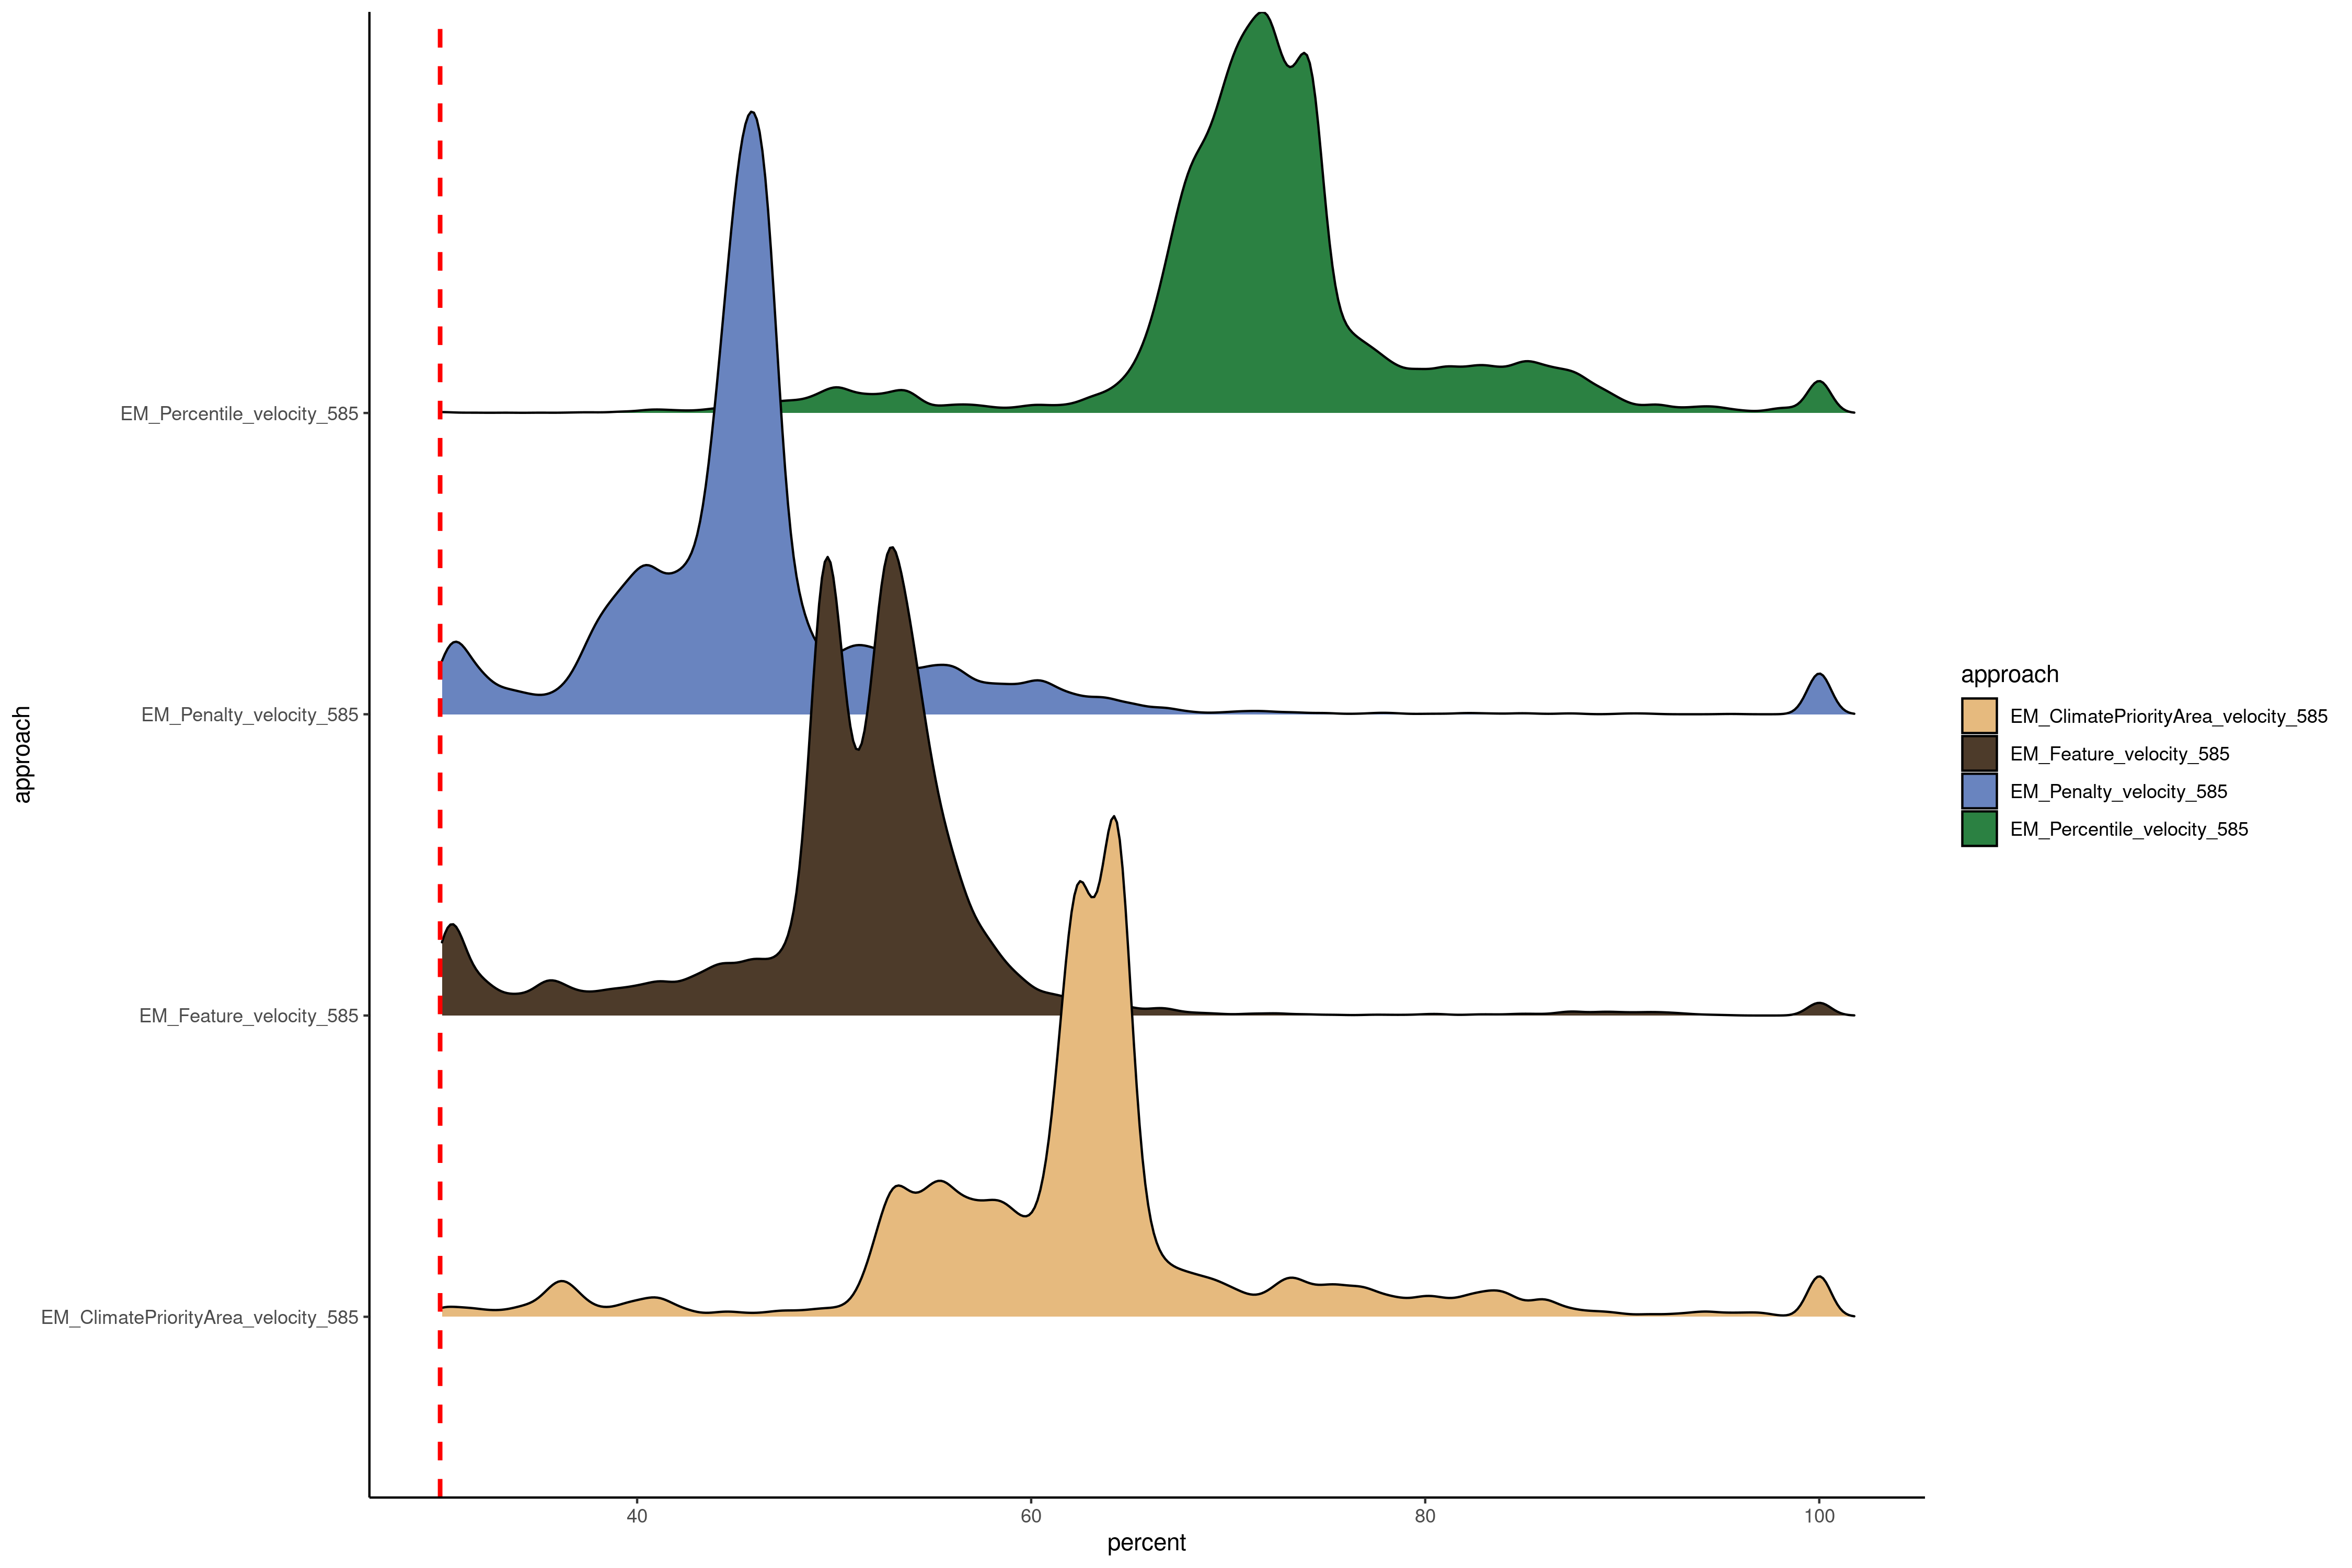 approach
EM_Percentile_velocity_585
EM_Penalty_velocity_585
EM_Feature_velocity_585
EM_ClimatePriorityArea_velocity_585
40
60
80
100
percent
approach
EM_ClimatePriorityArea_velocity_585
EM_Feature_velocity_585
EM_Penalty_velocity_585
EM_Percentile_velocity_585